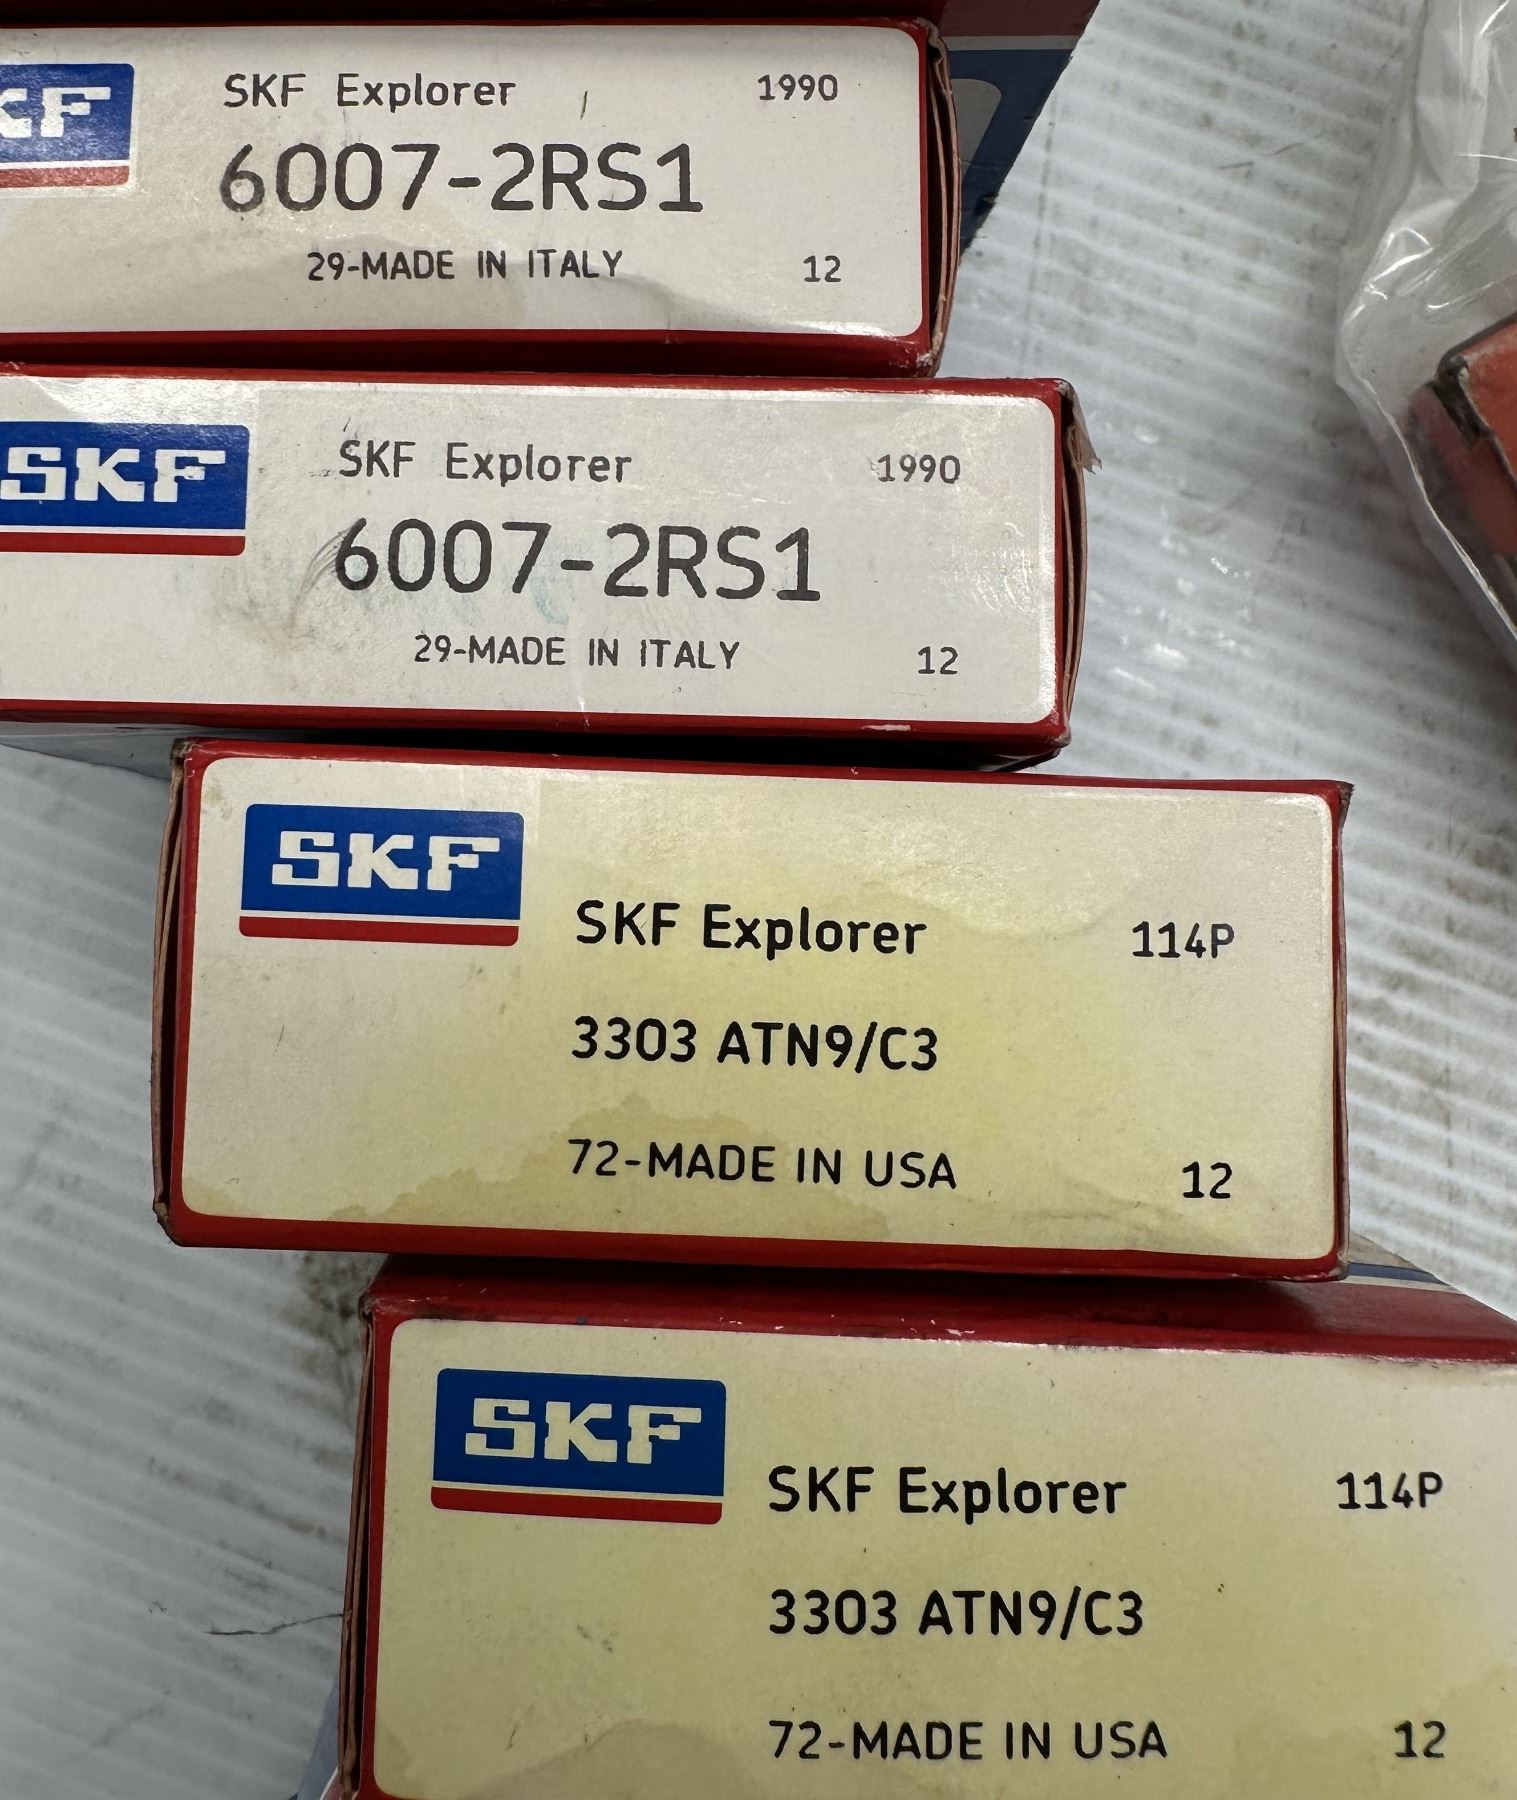 SKF
SKF Explorer 1990
6007-2RS1
29-MADE IN ITALY 12
SKF
SKF Explorer 1990
6007-2RS1
29-MADE IN ITALY 12
SKF
SKF Explorer 114P
3303 ATN9/C3
72-MADE IN USA 12
SKF
SKF Explorer 114P
3303 ATN9/C3
72-MADE IN USA 12